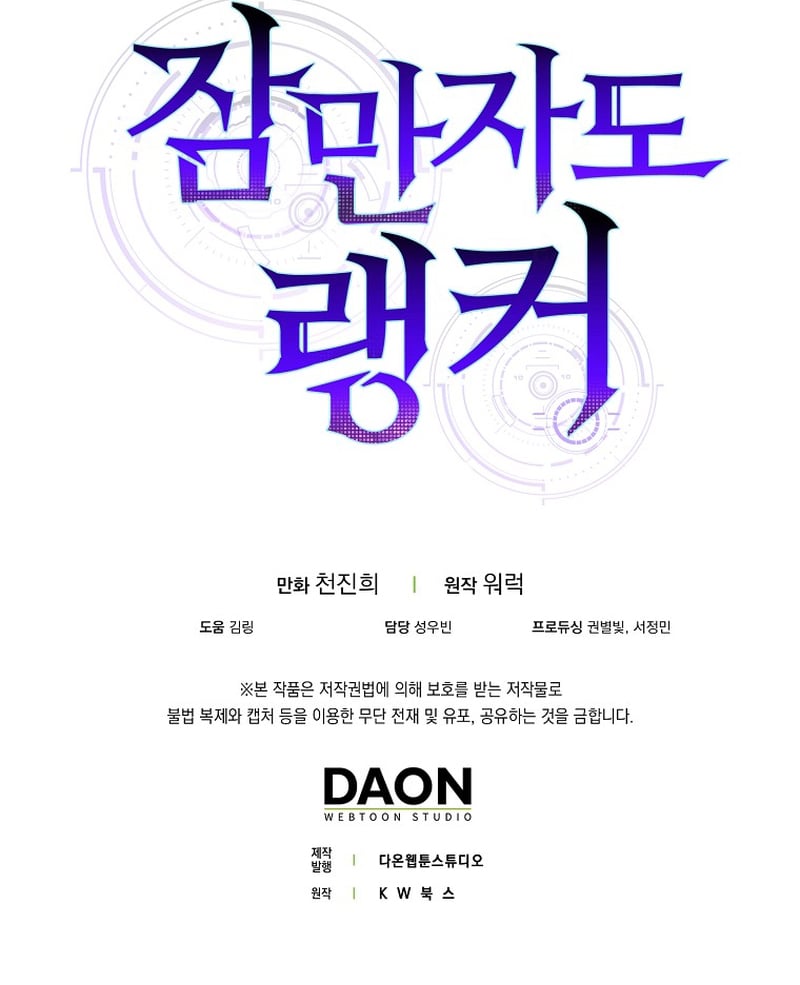 잠만자도
랭커
만화 천진희 | 원작 워럭
도움 김링 담당 성우빈 프로듀싱 권별빛, 서정민
※본 작품은 저작권법에 의해 보호를 받는 저작물로
불법 복제와 캡처 등을 이용한 무단 전재 및 유포, 공유하는 것을 금합니다.
DAON
WEBTOON STUDIO
제작
발행 | 다온웹툰스튜디오
원작 | KW북스